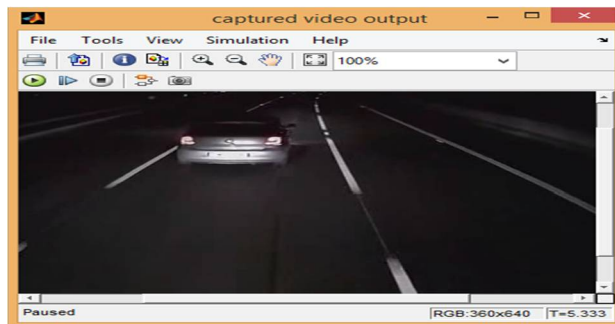 captured video output
File Tools View Simulation Help
100%
Paused RGB:360x640 T=5.333